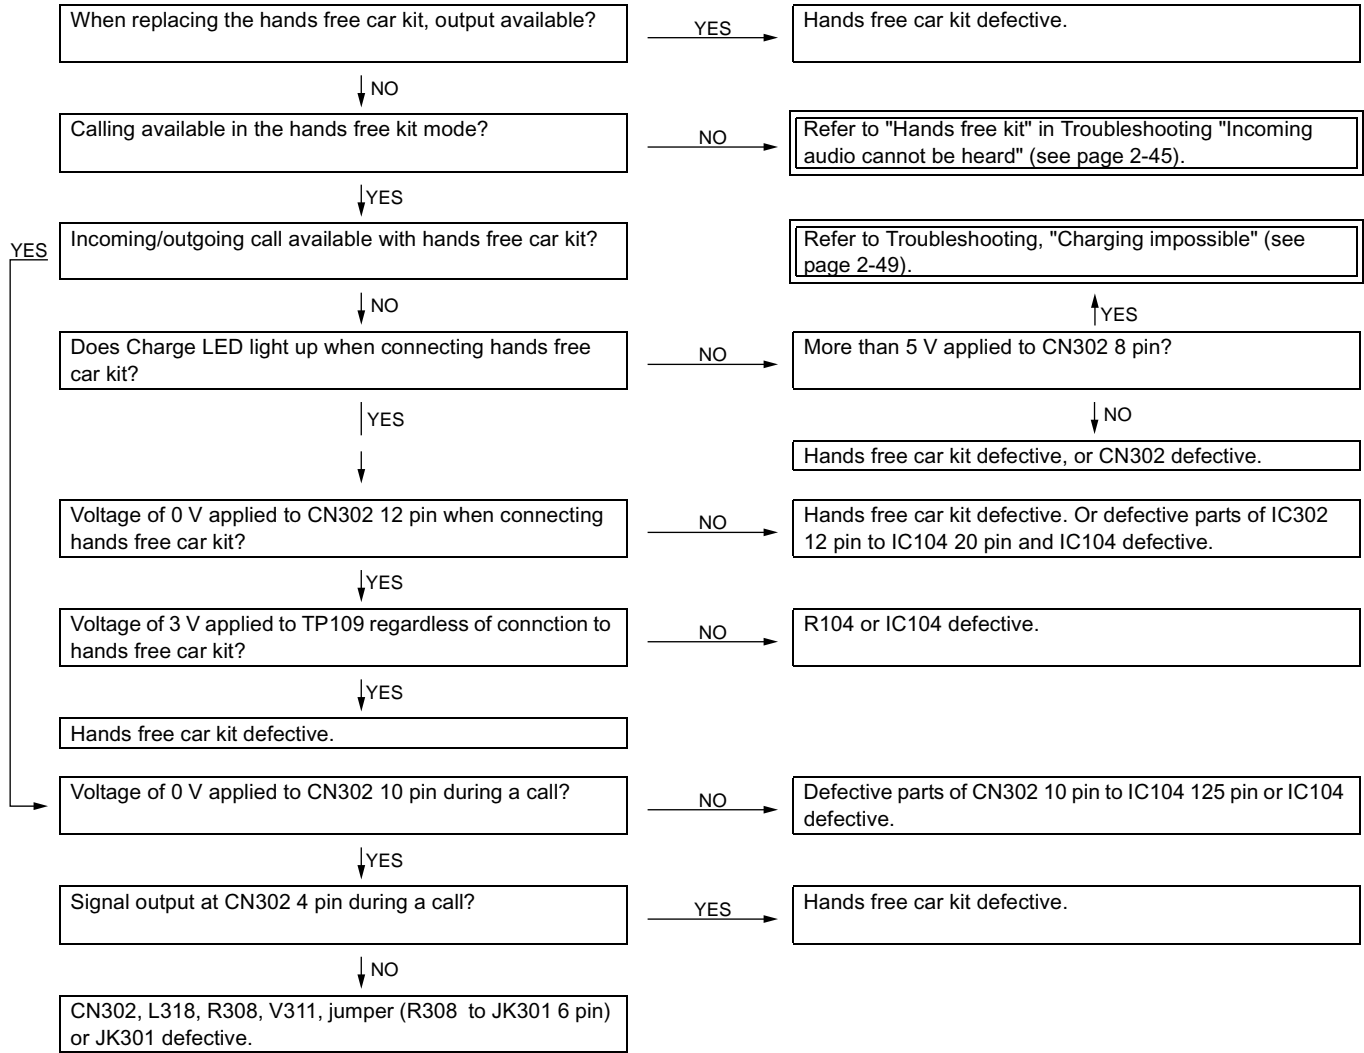 When replacing the hands free car kit, output available?
YES
Hands free car kit defective.
NO
Calling available in the hands free kit mode?
NO
Refer to "Hands free kit" in Troubleshooting "Incoming
audio cannot be heard" (see page 2-45).
YES
YES
Incoming/outgoing call available with hands free car kit?
Refer to Troubleshooting, "Charging impossible" (see
page 2-49).
NO
YES
Does Charge LED light up when connecting hands free
car kit?
NO
More than 5 V applied to CN302 8 pin?
YES
NO
Hands free car kit defective, or CN302 defective.
Voltage of 0 V applied to CN302 12 pin when connecting
hands free car kit?
NO
Hands free car kit defective. Or defective parts of IC302
12 pin to IC104 20 pin and IC104 defective.
YES
Voltage of 3 V applied to TP109 regardless of connction to
hands free car kit?
NO
R104 or IC104 defective.
YES
Hands free car kit defective.
Voltage of 0 V applied to CN302 10 pin during a call?
NO
Defective parts of CN302 10 pin to IC104 125 pin or IC104
defective.
YES
Signal output at CN302 4 pin during a call?
YES
Hands free car kit defective.
NO
CN302, L318, R308, V311, jumper (R308 to JK301 6 pin)
or JK301 defective.